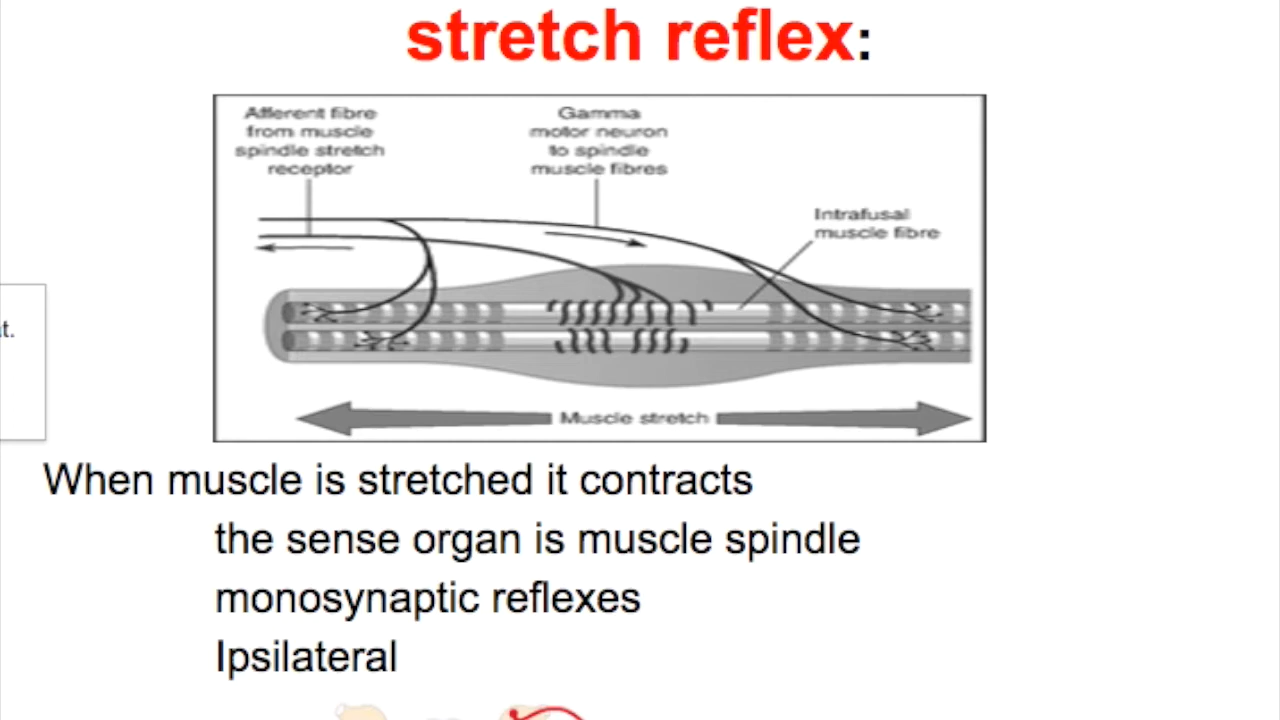 stretch reflex:
Afferent fibre
from muscle
spindle stretch
receptor
Gamma
motor neuron
to spindle
muscle fibres
Intrafusal
muscle fibre
Muscle stretch
When muscle is stretched it contracts
the sense organ is muscle spindle
monosynaptic reflexes
Ipsilateral